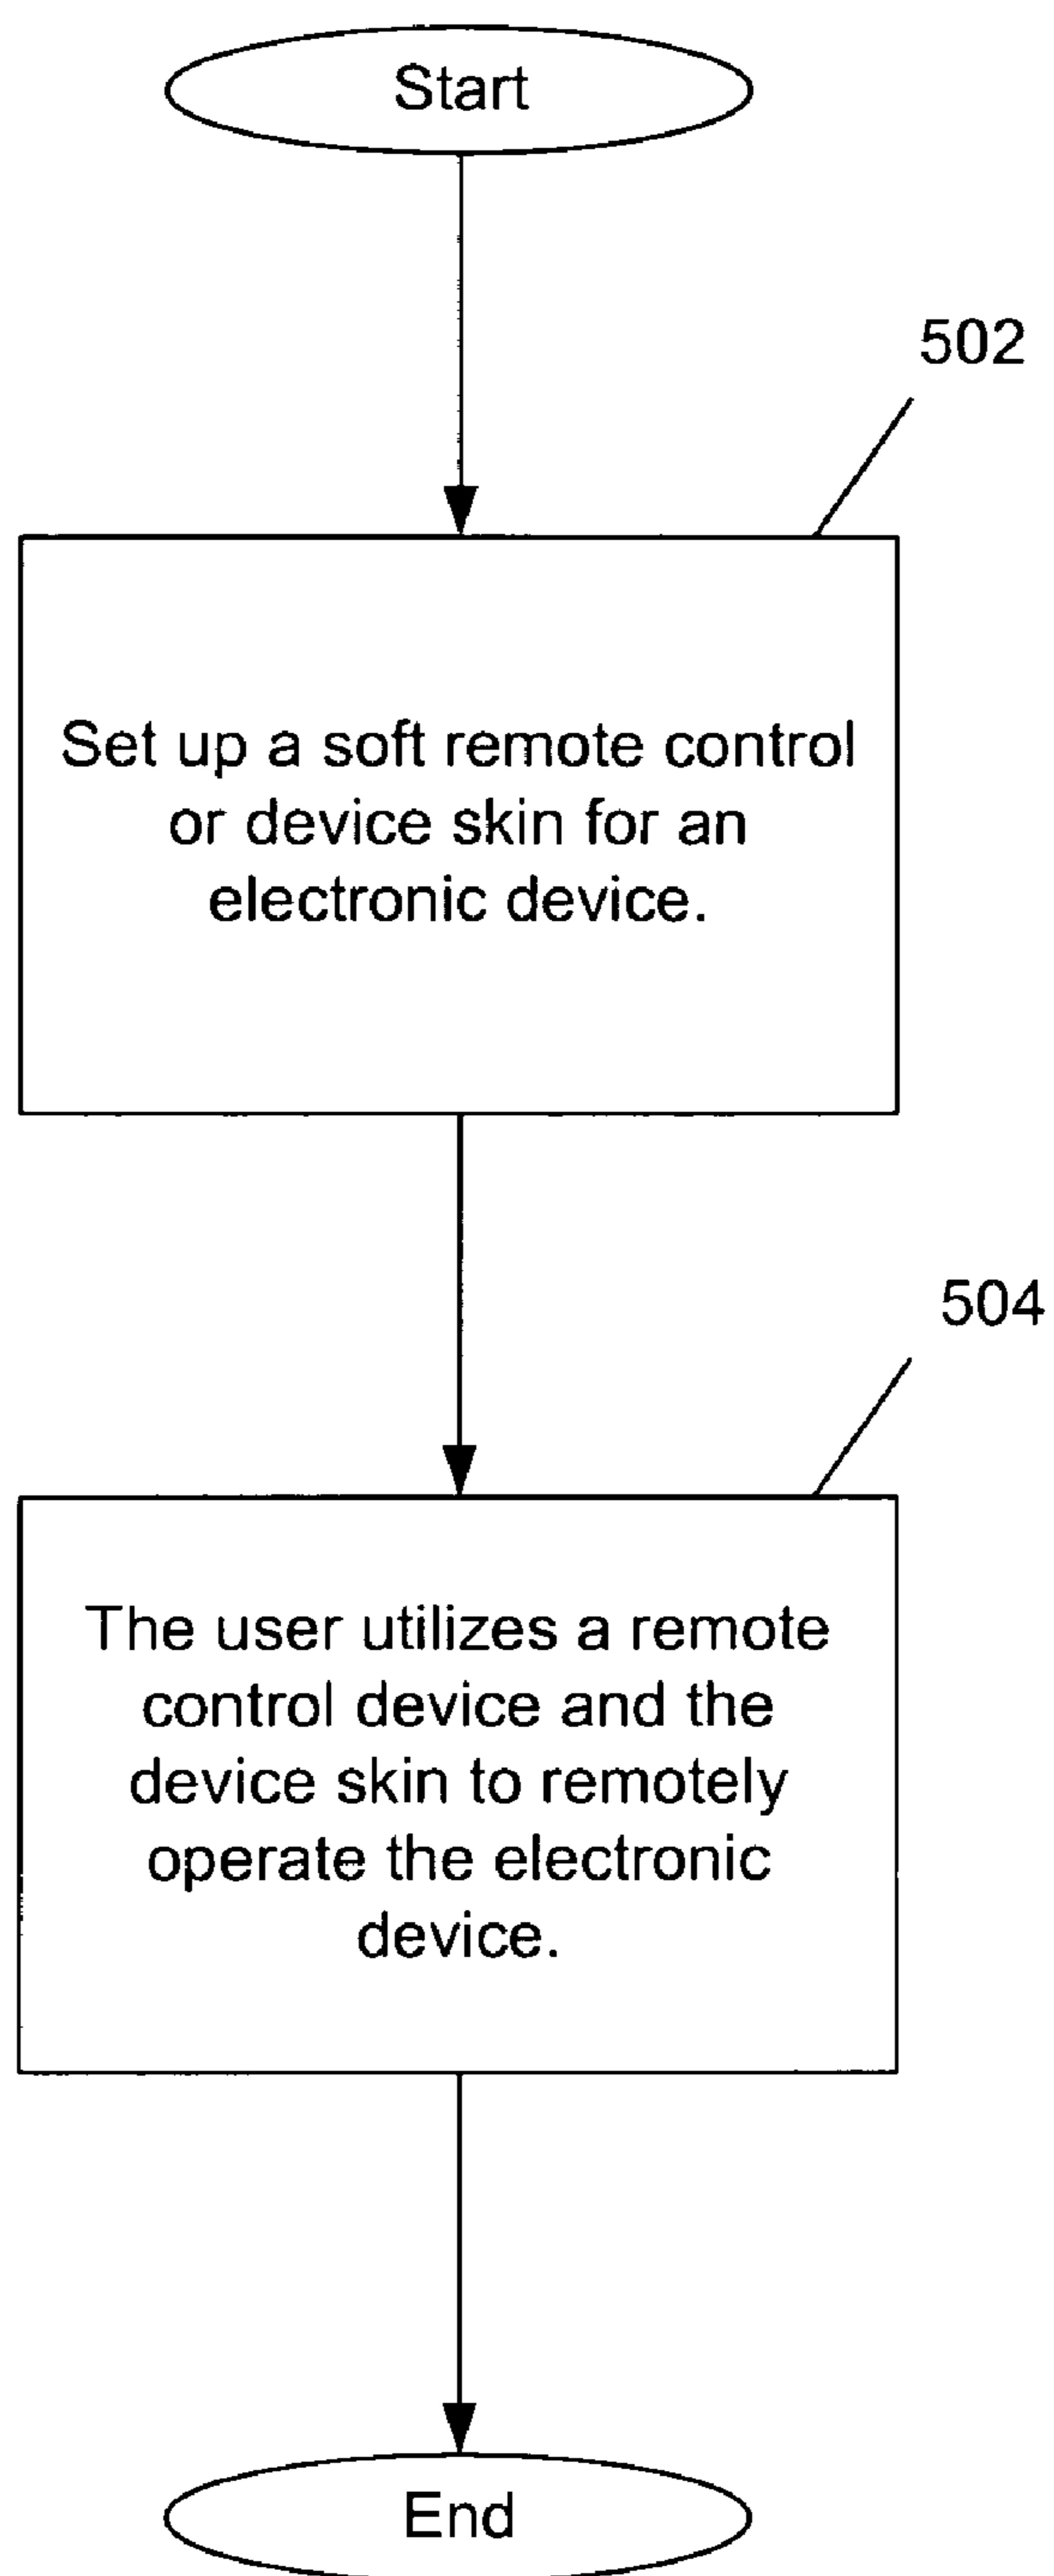 Start
502
Set up a soft remote control
or device skin for an
electronic device.
504
The user utilizes a remote
control device and the
device skin to remotely
operate the electronic
device.
End